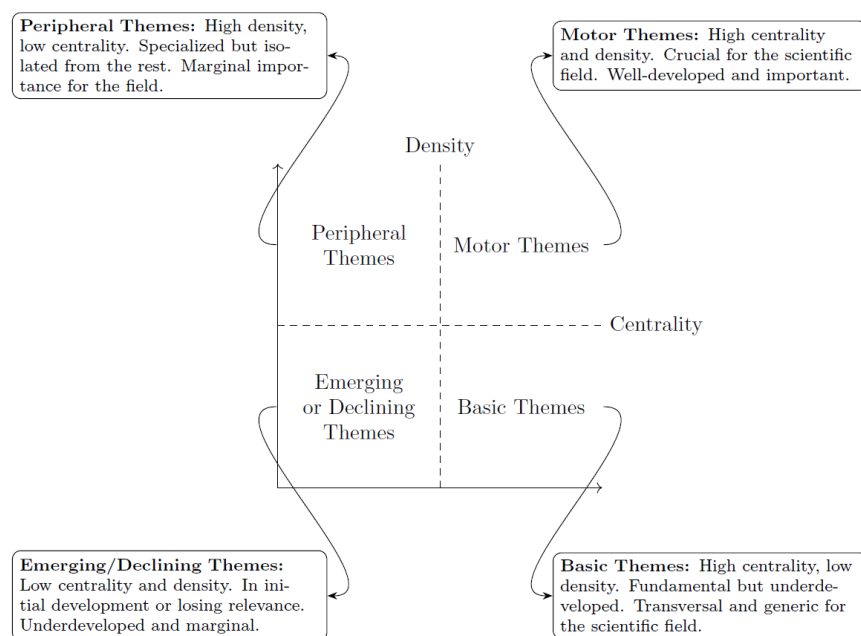 Peripheral Themes: High density,
low centrality. Specialized but iso-
lated from the rest. Marginal impor-
tance for the field.
Motor Themes: High centrality
and density. Crucial for the scientific
field. Well-developed and important.
Density
Peripheral
Themes
Motor Themes
Centrality
Emerging
or Declining
Themes
Basic Themes
Emerging/Declining Themes:
Low centrality and density. In ini-
tial development or losing relevance.
Underdeveloped and marginal.
Basic Themes: High centrality, low
density. Fundamental but underde-
veloped. Transversal and generic for
the scientific field.